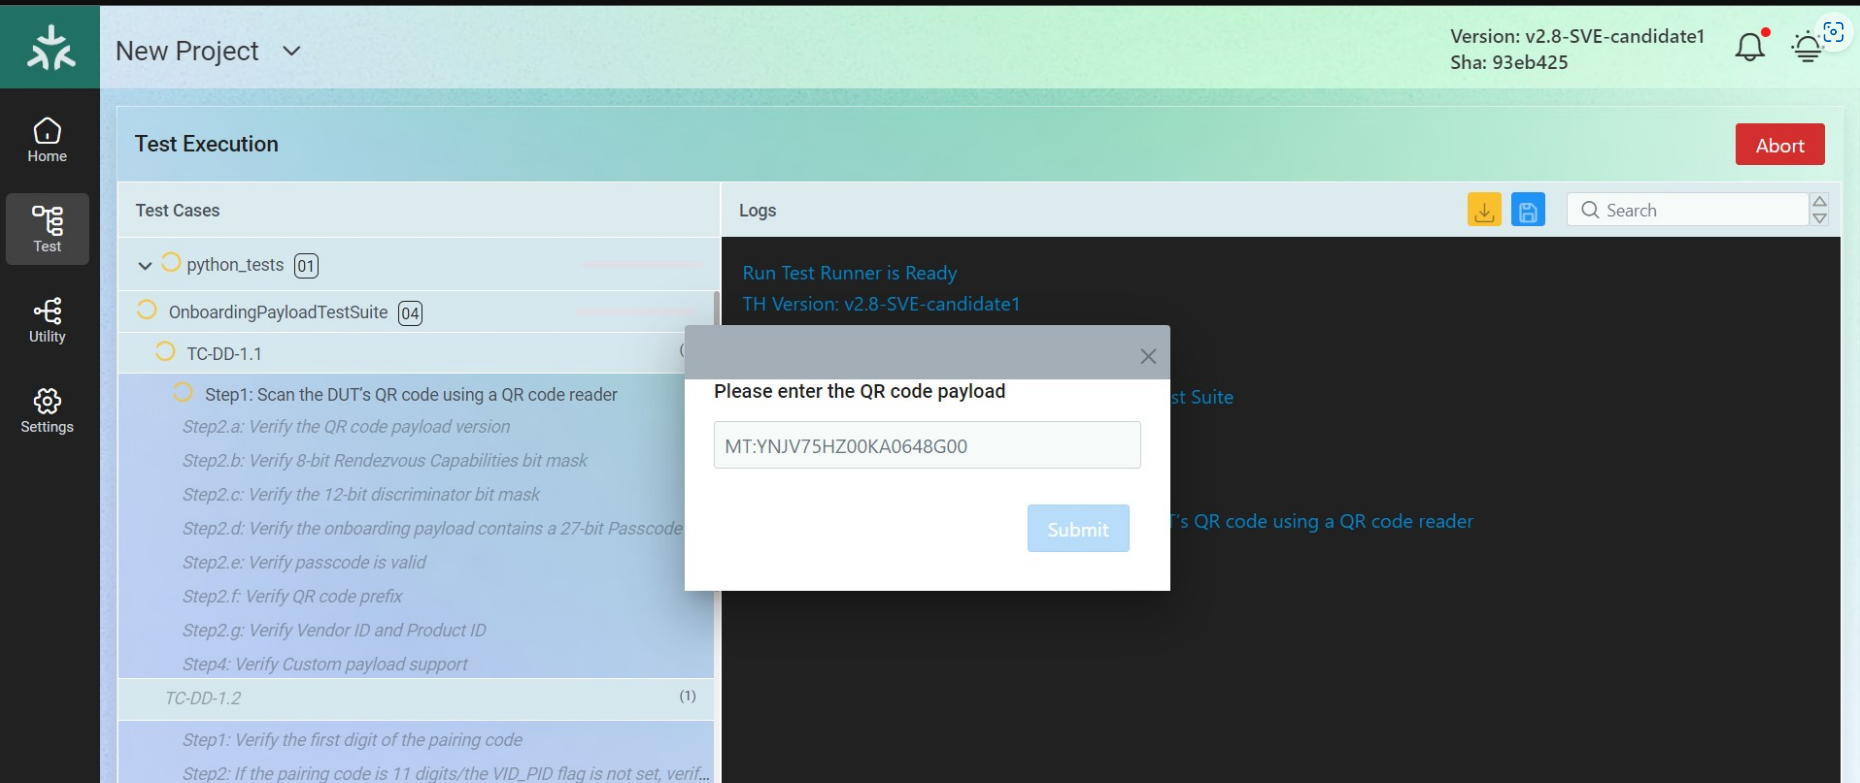 New Project
Version: v2.8-SVE-candidate1
Sha: 93eb425
Home
Test
Utility
Settings
Test Execution
Abort
Test Cases
Logs
Search
python_tests 01
OnboardingPayloadTestSuite 04
TC-DD-1.1
Step1: Scan the DUT’s QR code using a QR code reader
Step2.a: Verify the QR code payload version
Step2.b: Verify 8-bit Rendezvous Capabilities bit mask
Step2.c: Verify the 12-bit discriminator bit mask
Step2.d: Verify the onboarding payload contains a 27-bit Passcode
Step2.e: Verify passcode is valid
Step2.f: Verify QR code prefix
Step2.g: Verify Vendor ID and Product ID
Step4: Verify Custom payload support
TC-DD-1.2 (1)
Step1: Verify the first digit of the pairing code
Step2: If the pairing code is 11 digits/the VID_PID flag is not set, verif...
Run Test Runner is Ready
TH Version: v2.8-SVE-candidate1
st Suite
T’s QR code using a QR code reader
Please enter the QR code payload
MT:YNJV75HZ00KA0648G00
Submit